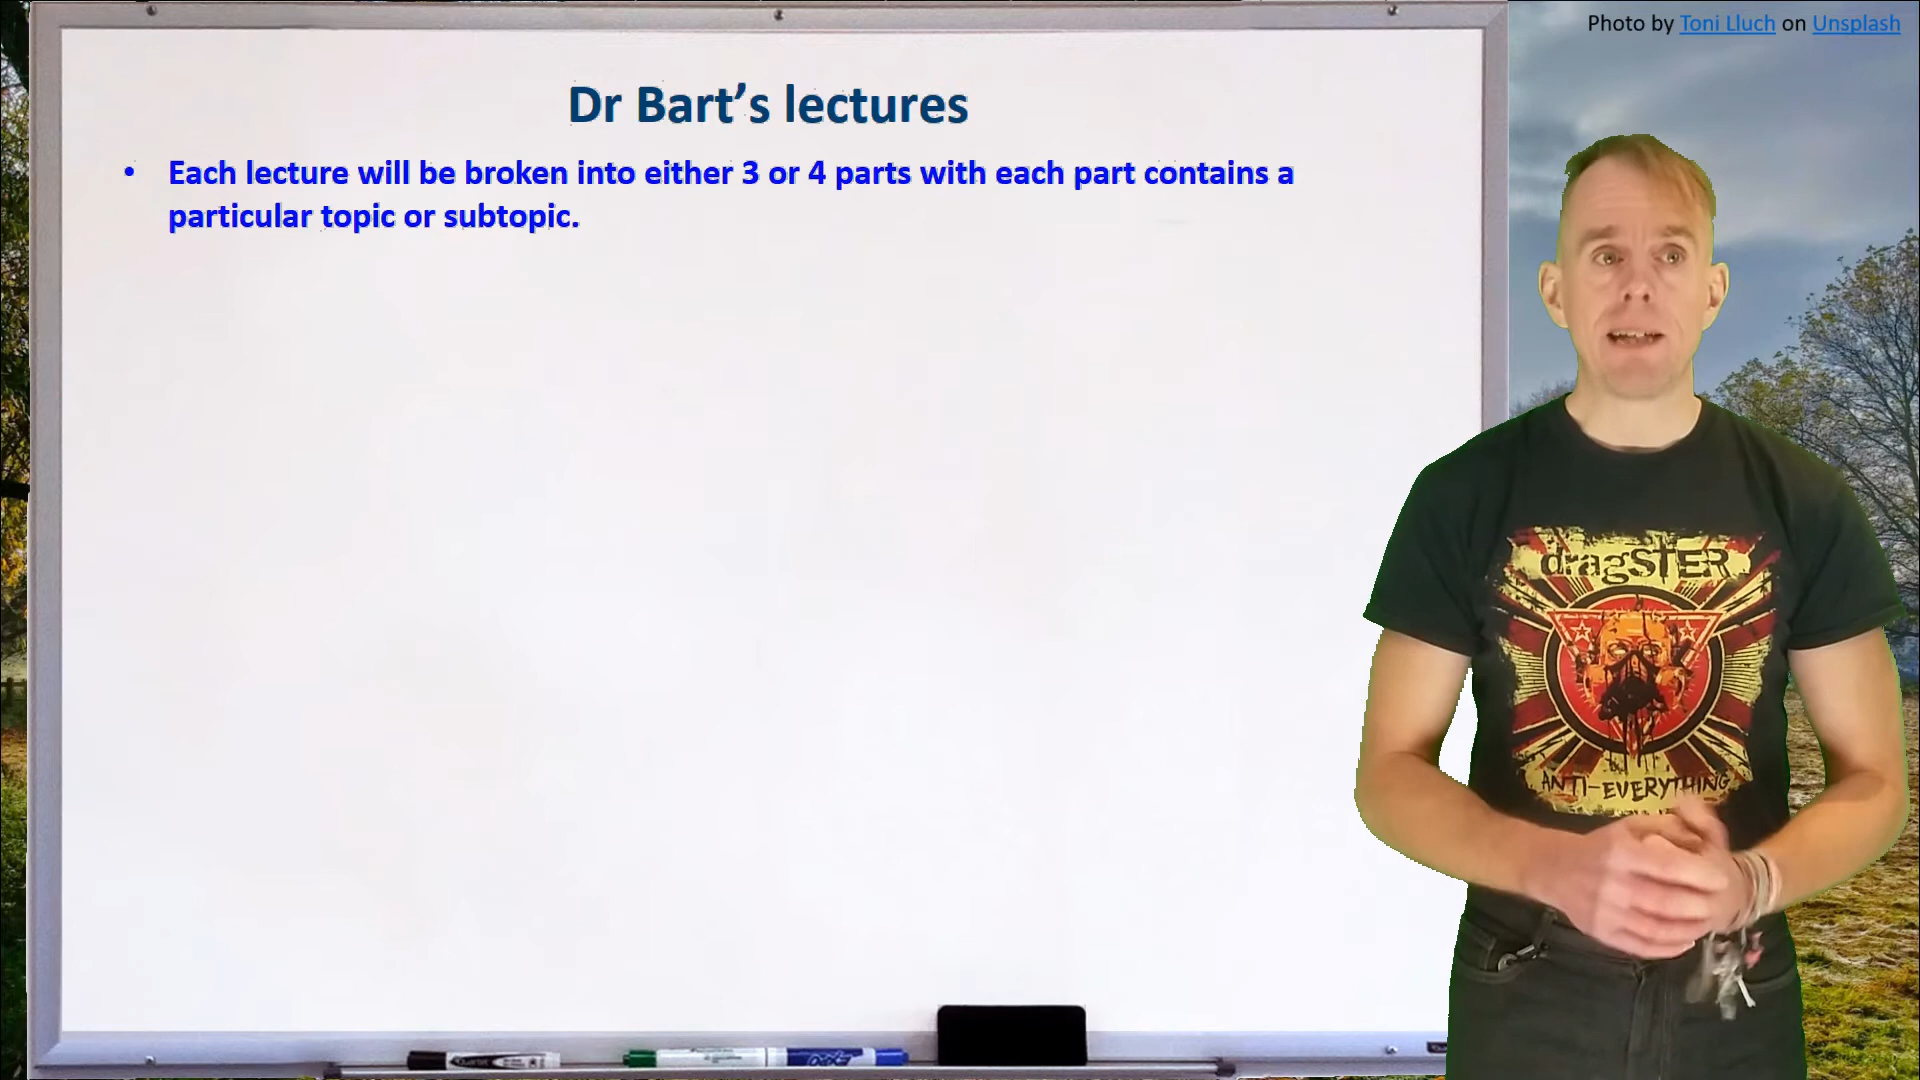 Photo by Toni Lluch on Unsplash
Dr Bart's lectures
• Each lecture will be broken into either 3 or 4 parts with each part contains a
particular topic or subtopic.
dragSTER
ANTI-EVERYTHING